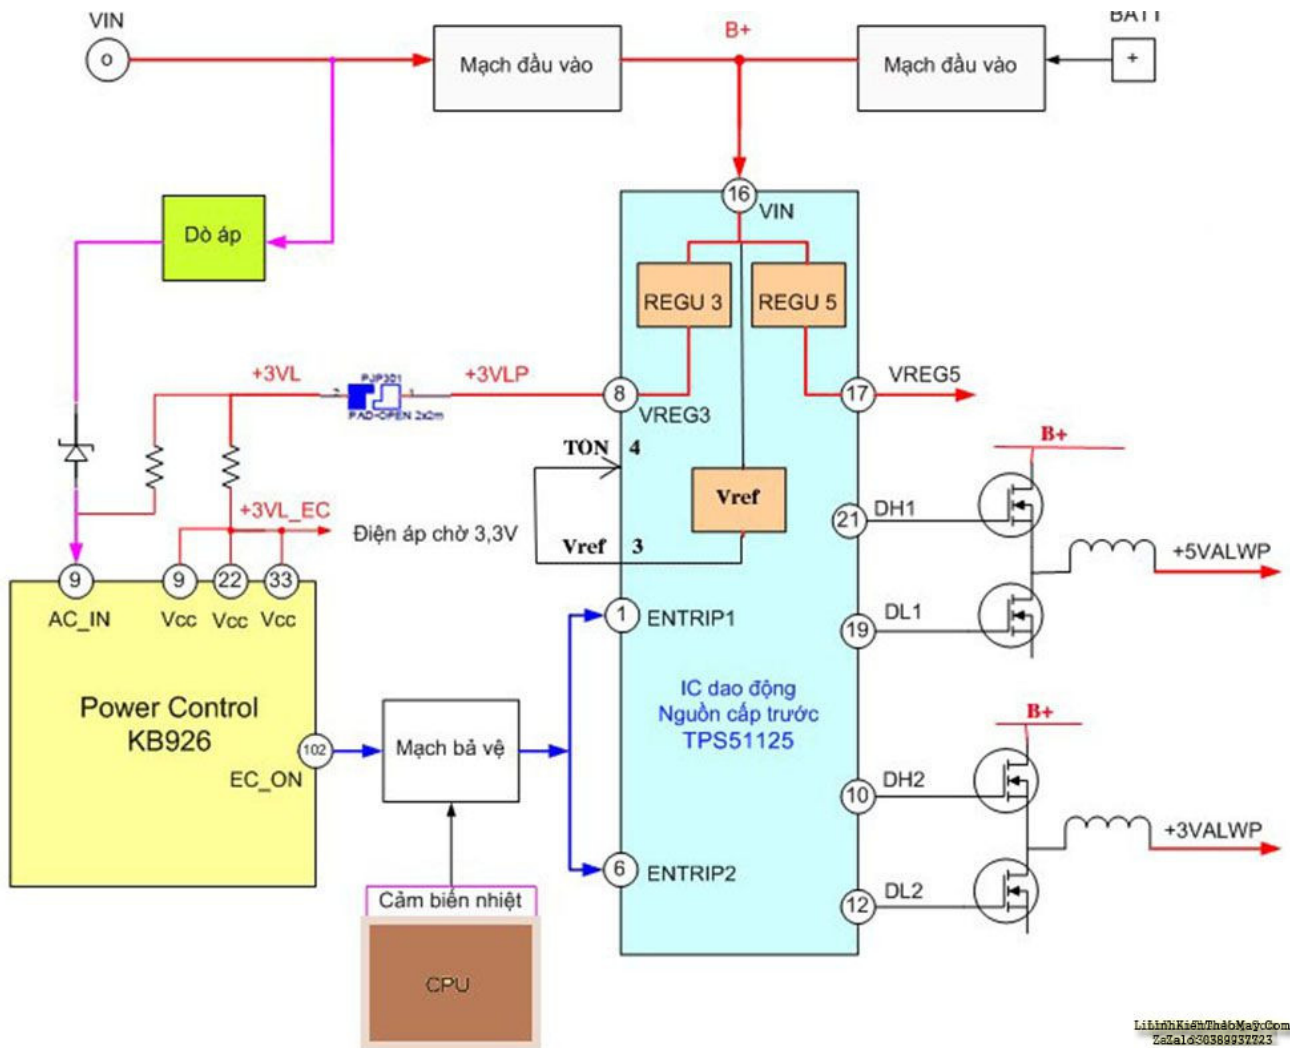 VIN
BATT
B+
O
Mạch đầu vào
Mạch đầu vào
+
16
VIN
Dò áp
REGU 3
REGU 5
+3VL
PJP301
2
1
PAD-OPEN 2x2m
+3VLP
8
VREG3
17
VREG5
TON 4
B+
Vref
+3VL_EC
Điện áp chờ 3,3V
Vref 3
21
DH1
+5VALWP
9
9
22
33
AC_IN
Vcc
Vcc
Vcc
1
ENTRIP1
19
DL1
Power Control
KB926
IC dao động
Nguồn cấp trước
TPS51125
B+
102
EC_ON
Mạch bả vệ
10
DH2
+3VALWP
6
ENTRIP2
Cảm biến nhiệt
12
DL2
CPU